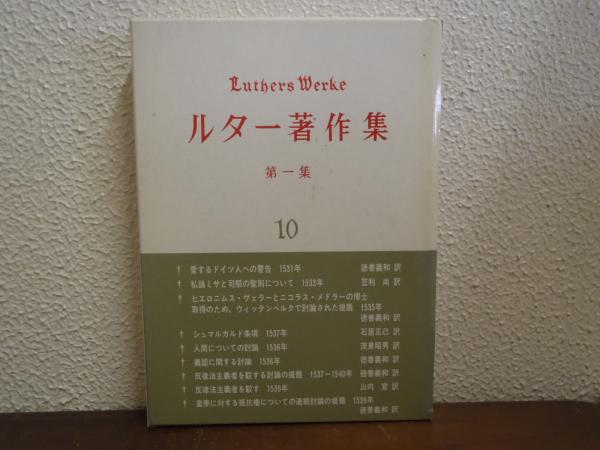 Luthers Werke
ルター著作集
第一集
10
† 愛するドイツ人への警告 1531年 徳善義和 訳
† 私誦ミサと司祭の聖別について 1533年 笠利 尚 訳
† ヒエロニムス・ヴェラーとニコラス・メドラーの博士
取得のため、ウィッテンベルクで討論された提題 1535年
徳善義和 訳
† シュマルカルド条項 1537年 石居正己 訳
† 人間についての討論 1536年 茂泉昭男 訳
† 義認に関する討論 1536年 徳善義和 訳
† 反律法主義者を駁する討論の提題 1537-1540年 徳善義和 訳
† 反律法主義者を駁す 1539年 山内 宣 訳
† 皇帝に対する抵抗権についての連続討論の提題 1539年
徳善義和 訳